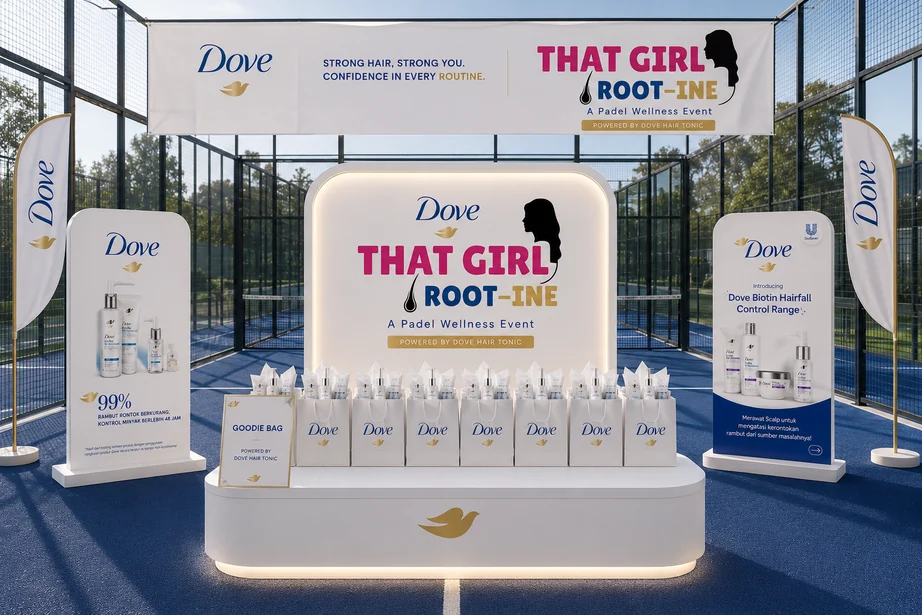 Dove
STRONG HAIR, STRONG YOU.
CONFIDENCE IN EVERY ROUTINE.
THAT GIRL
ROOT-INE
A Padel Wellness Event
POWERED BY DOVE HAIR TONIC
Dove
Dove
Dove
99%
RAMBUT RONTOK BERKURANG,
KONTROL MINYAK BERLEBIH 48 JAM
Dove
THAT GIRL
ROOT-INE
A Padel Wellness Event
POWERED BY DOVE HAIR TONIC
Dove
Introducing
Dove Biotin Hairfall
Control Range
Merawat Scalp untuk
mengatasi kerontokan
rambut dari sumber masalahnya!
GOODIE BAG
POWERED BY
DOVE HAIR TONIC
Dove
Dove
Dove
Dove
Dove
Dove
Dove